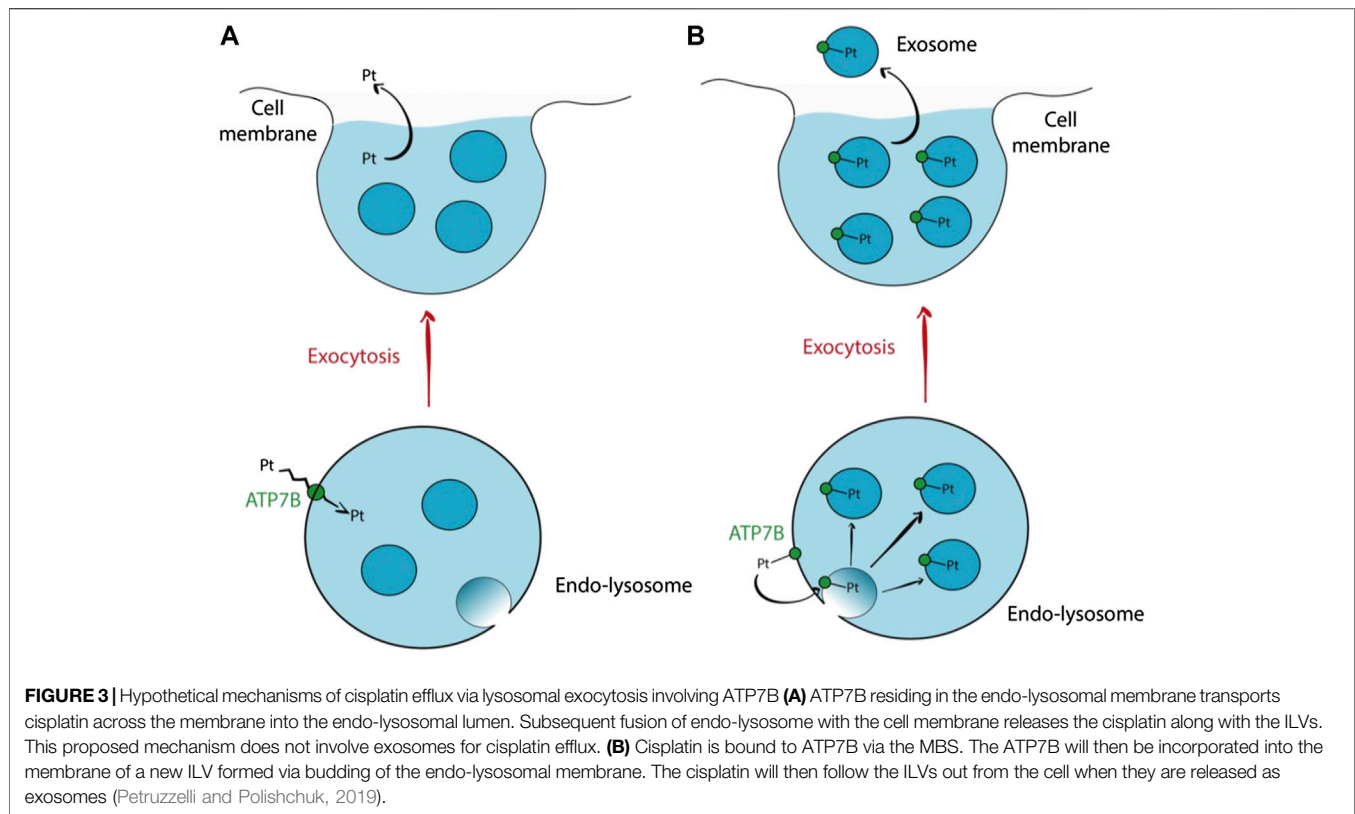 A
Pt
Cell
membrane
Pt
Exocytosis
Pt
ATP7B
Pt
Endo-lysosome
B
Pt
Exosome
Cell
membrane
Pt
Pt
Pt
Pt
Exocytosis
ATP7B
Pt
Pt
Pt
Pt
Pt
Endo-lysosome
FIGURE 3 | Hypothetical mechanisms of cisplatin efflux via lysosomal exocytosis involving ATP7B (A) ATP7B residing in the endo-lysosomal membrane transports
cisplatin across the membrane into the endo-lysosomal lumen. Subsequent fusion of endo-lysosome with the cell membrane releases the cisplatin along with the ILVs.
This proposed mechanism does not involve exosomes for cisplatin efflux. (B) Cisplatin is bound to ATP7B via the MBS. The ATP7B will then be incorporated into the
membrane of a new ILV formed via budding of the endo-lysosomal membrane. The cisplatin will then follow the ILVs out from the cell when they are released as
exosomes (Petruzzelli and Polishchuk, 2019).